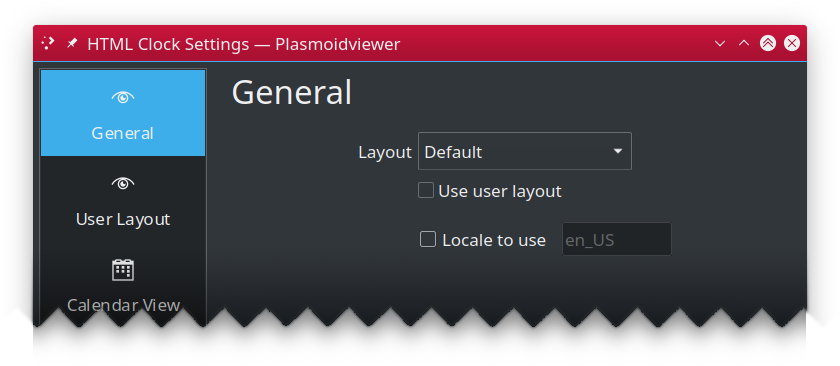 HTML Clock Settings — Plasmoidviewer
General
General
Layout Default
User Layout
Use user layout
Locale to use en_US
Calendar View